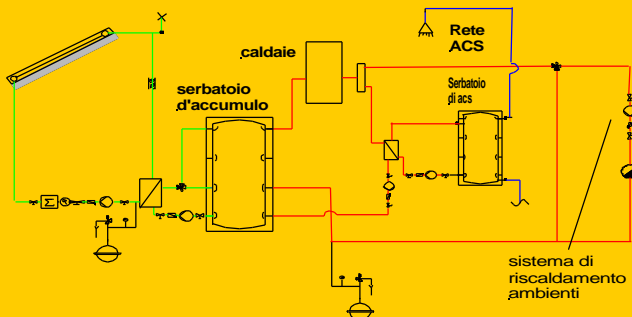 caldaie
Rete
ACS
serbatoio
d'accumulo
Serbatoio
di acs
Σ
sistema di
riscaldamento
ambienti